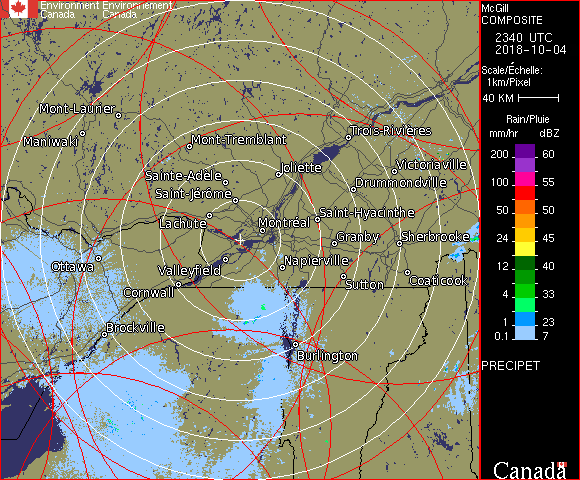 Environment Environnement
Canada Canada
McGill
COMPOSITE
2340 UTC
2018-10-04
Scale/Échelle:
1km/Pixel
40 KM
Rain/Pluie
mm/hr dBZ
200 60
100 55
50 50
24 45
12 40
4 33
1 23
0.1 7
PRECIPET
Canada
Mont-Laurier
Maniwaki
Mont-Tremblant
Trois-Rivières
Joliette
Victoriaville
Sainte-Adèle
Drummondville
Saint-Jérôme
Saint-Hyacinthe
Lachute
Montréal
Granby
Sherbrooke
Ottawa
Valleyfield
Napierville
Cornwall
Sutton
Coaticook
Brockville
Burlington